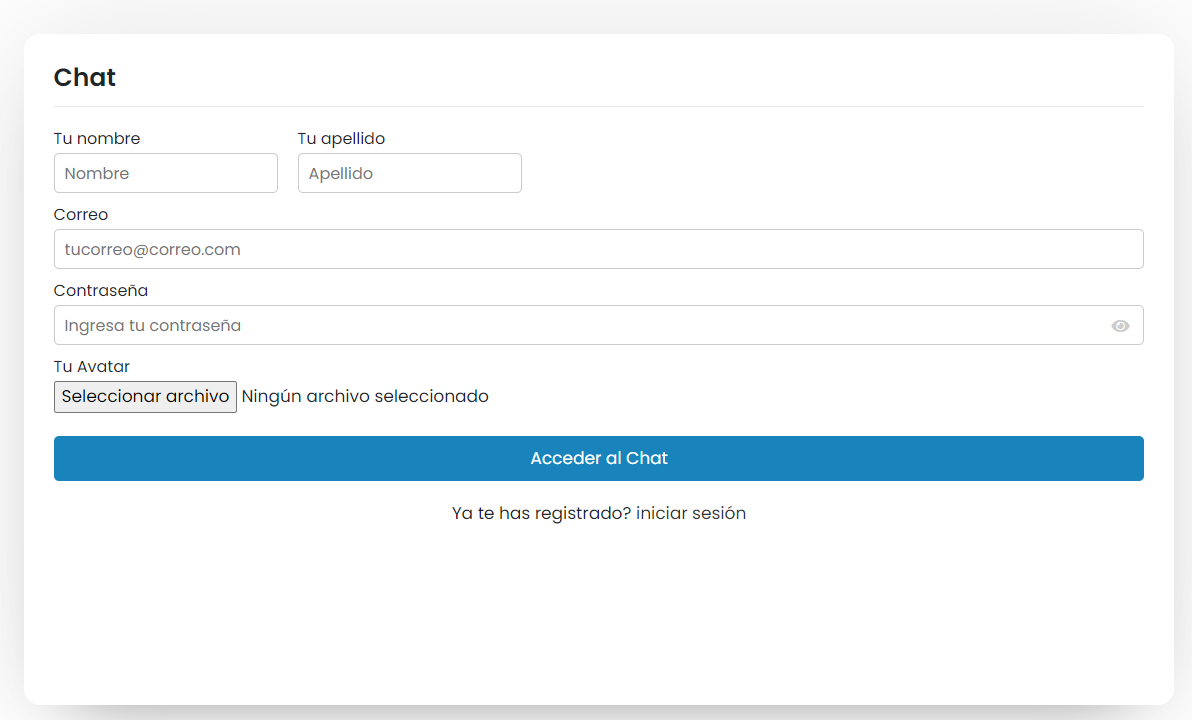 Chat
Tu nombre
Tu apellido
Nombre
Apellido
Correo
tucorreo@correo.com
Contraseña
Ingresa tu contraseña
Tu Avatar
Seleccionar archivo Ningún archivo seleccionado
Acceder al Chat
Ya te has registrado? iniciar sesión